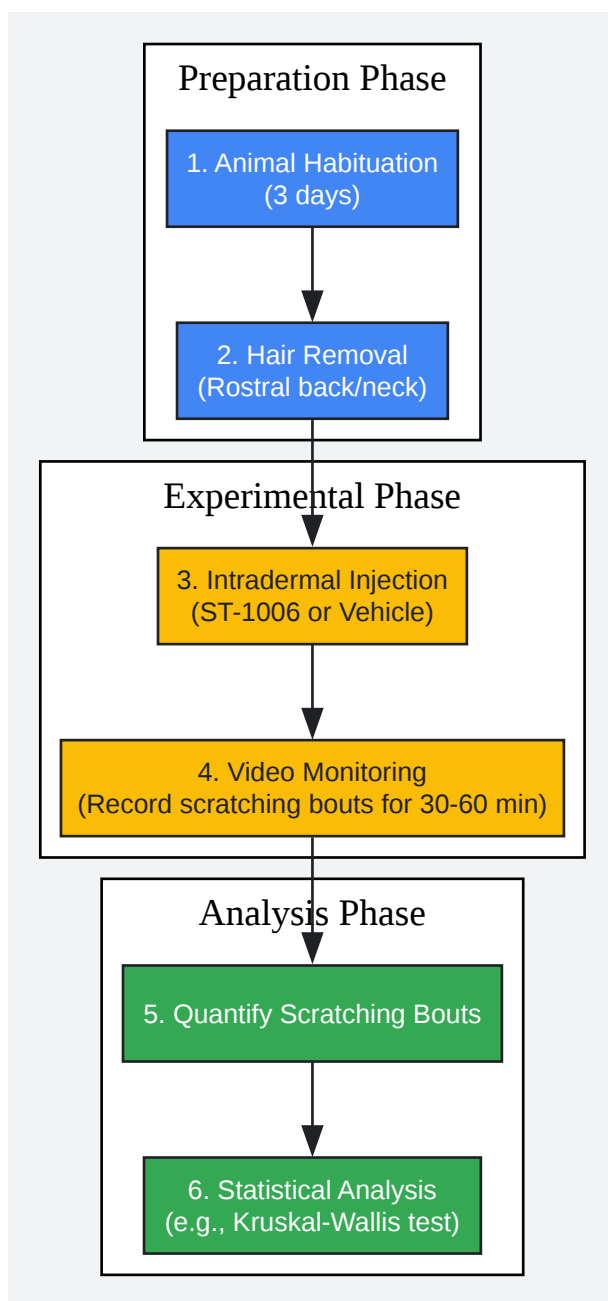 Preparation Phase
1. Animal Habituation
(3 days)
2. Hair Removal
(Rostral back/neck)
Experimental Phase
3. Intradermal Injection
(ST-1006 or Vehicle)
4. Video Monitoring
(Record scratching bouts for 30-60 min)
Analysis Phase
5. Quantify Scratching Bouts
6. Statistical Analysis
(e.g., Kruskal-Wallis test)